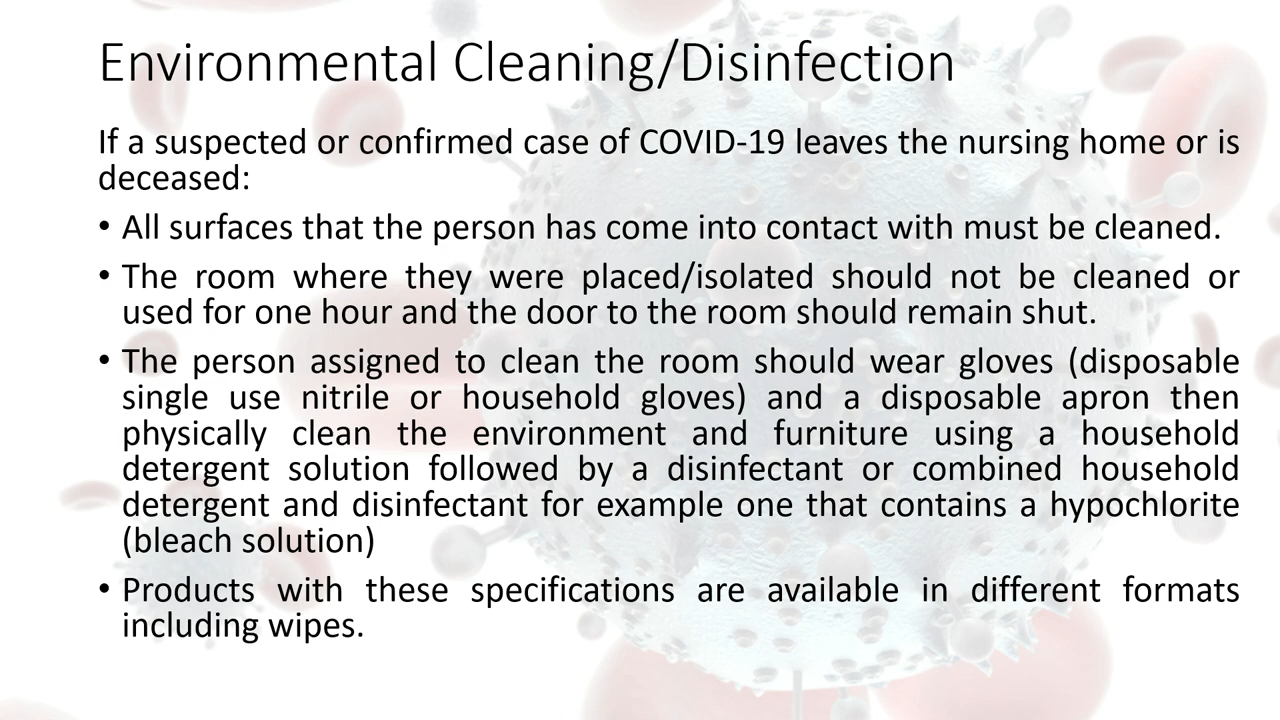 Environmental Cleaning/Disinfection
If a suspected or confirmed case of COVID-19 leaves the nursing home or is
deceased:
• All surfaces that the person has come into contact with must be cleaned.
• The room where they were placed/isolated should not be cleaned or
used for one hour and the door to the room should remain shut.
• The person assigned to clean the room should wear gloves (disposable
single use nitrile or household gloves) and a disposable apron then
physically clean the environment and furniture using a household
detergent solution followed by a disinfectant or combined household
detergent and disinfectant for example one that contains a hypochlorite
(bleach solution)
• Products with these specifications are available in different formats
including wipes.